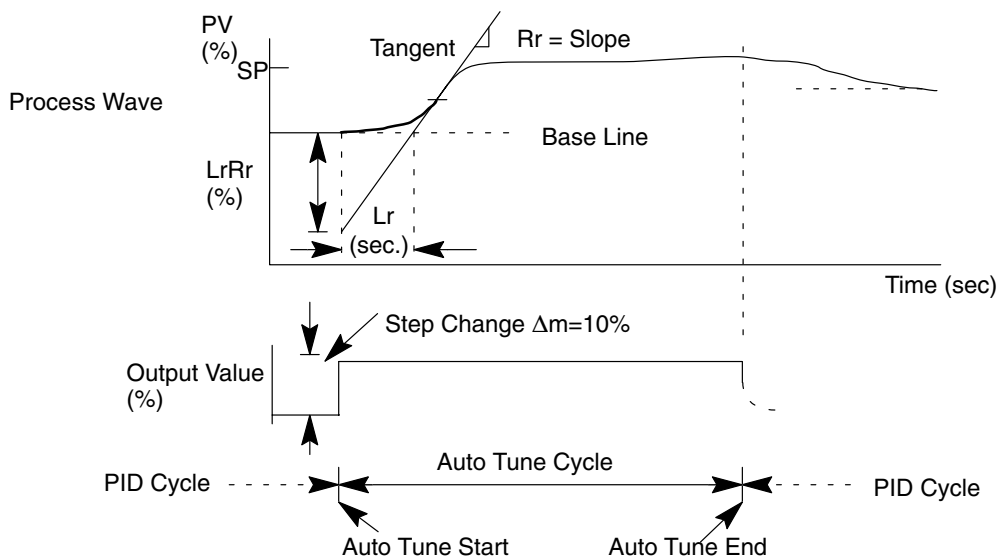 PV
(%)
Tangent
Rr = Slope
SP
Process Wave
Base Line
LrRr
(%)
Lr
(sec.)
Time (sec)
Step Change Δm=10%
Output Value
(%)
Auto Tune Cycle
PID Cycle
PID Cycle
Auto Tune Start
Auto Tune End